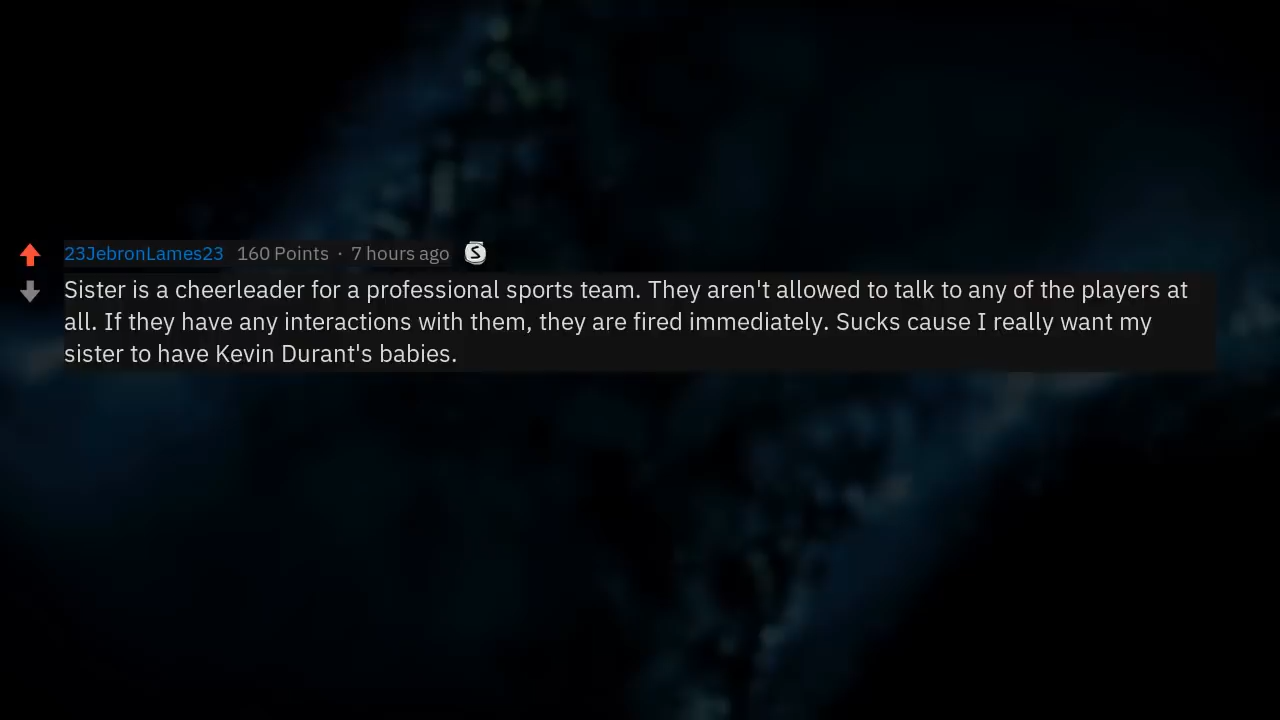 23JebronLames23 160 Points · 7 hours ago S
Sister is a cheerleader for a professional sports team. They aren't allowed to talk to any of the players at
all. If they have any interactions with them, they are fired immediately. Sucks cause I really want my
sister to have Kevin Durant's babies.